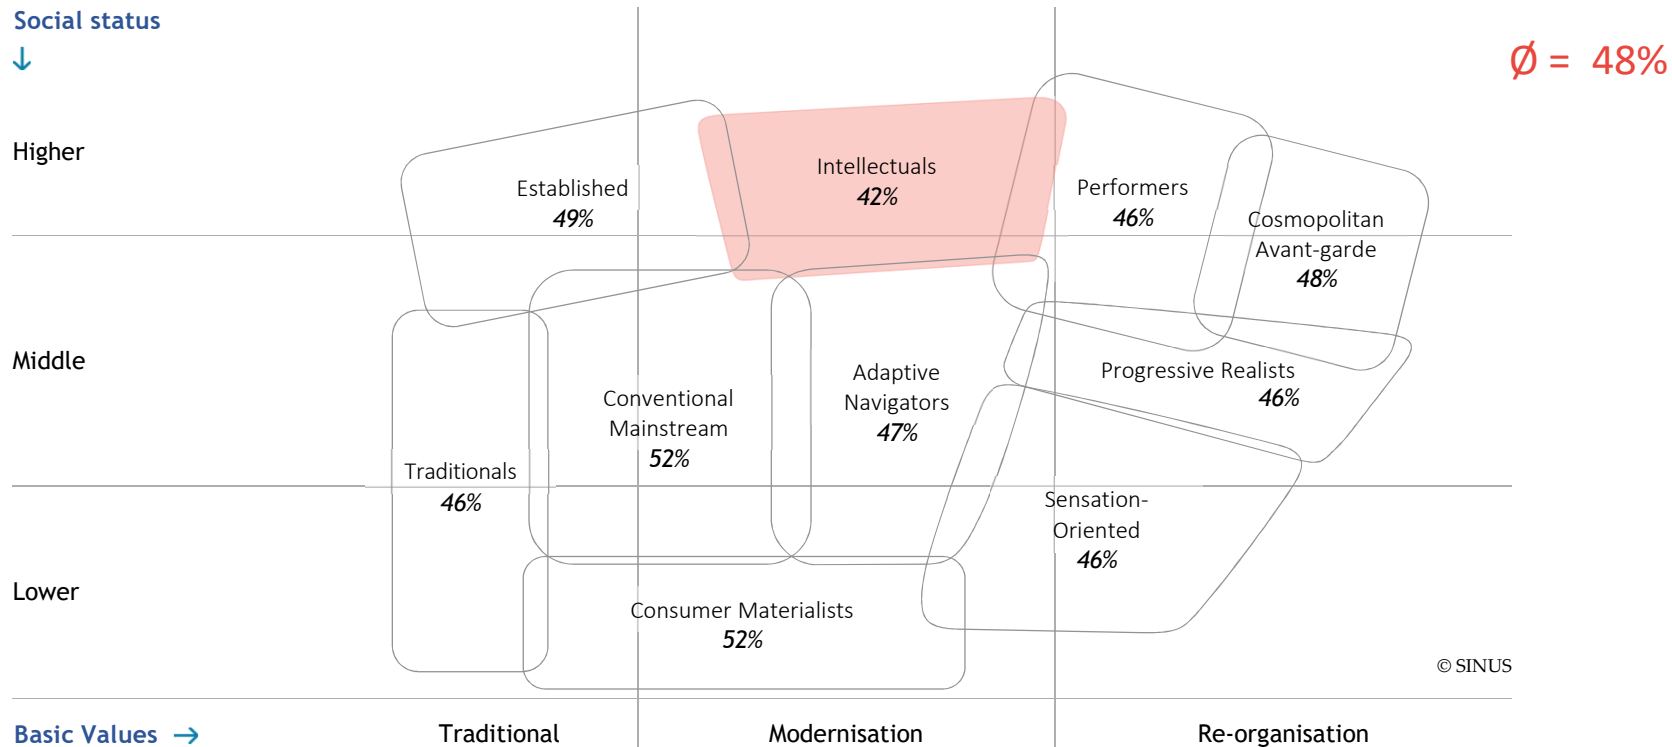 Social status
↓
Ø = 48%
Higher
Established
49%
Intellectuals
42%
Performers
46%
Cosmopolitan
Avant-garde
48%
Middle
Conventional
Mainstream
52%
Adaptive
Navigators
47%
Progressive Realists
46%
Traditionals
46%
Sensation-
Oriented
46%
Lower
Consumer Materialists
52%
© SINUS
Basic Values →
Traditional
Modernisation
Re-organisation